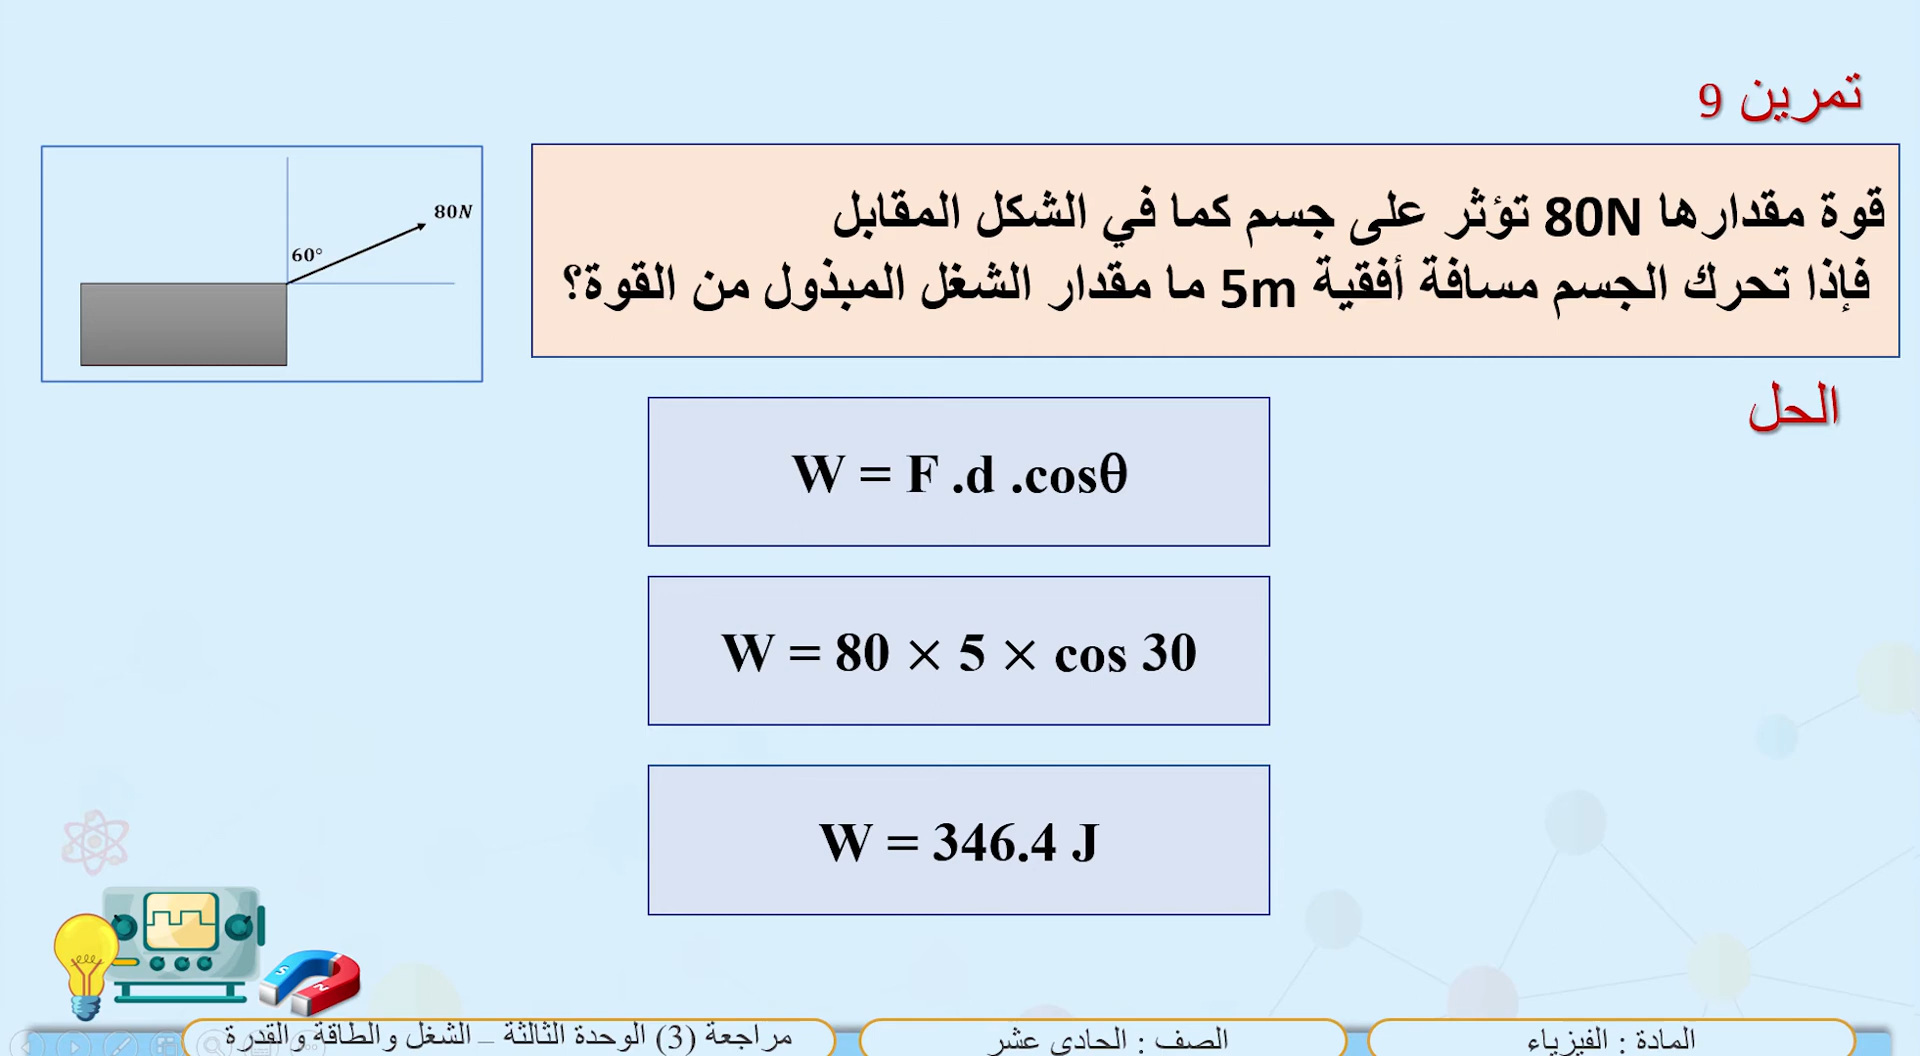 تمرين 9
قوة مقدارها 80N تؤثر على جسم كما في الشكل المقابل
فإذا تحرك الجسم مسافة أفقية 5m ما مقدار الشغل المبذول من القوة؟
80N
60°
الحل
W = F .d .cosθ
W = 80 × 5 × cos 30
W = 346.4 J
S
N
المادة : الفيزياء
الصف : الحادي عشر
مراجعة (3) الوحدة الثالثة – الشغل والطاقة والقدرة